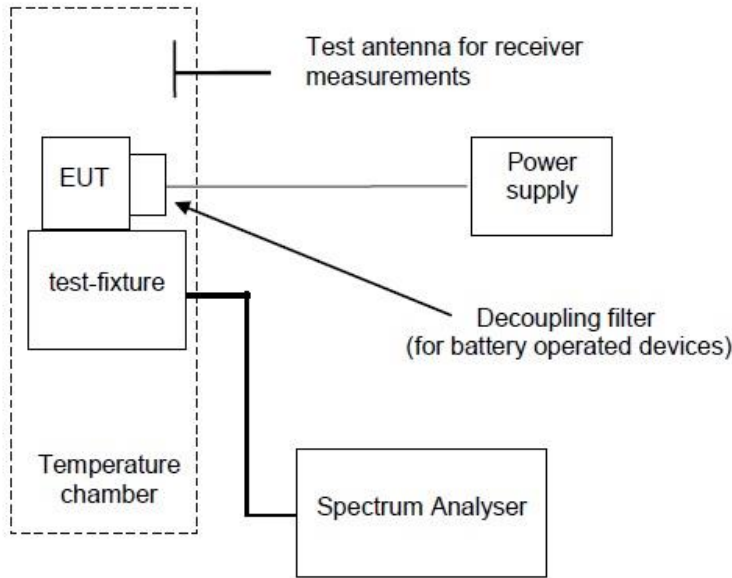 Test antenna for receiver
measurements
EUT
Power
supply
test-fixture
Decoupling filter
(for battery operated devices)
Temperature
chamber
Spectrum Analyser